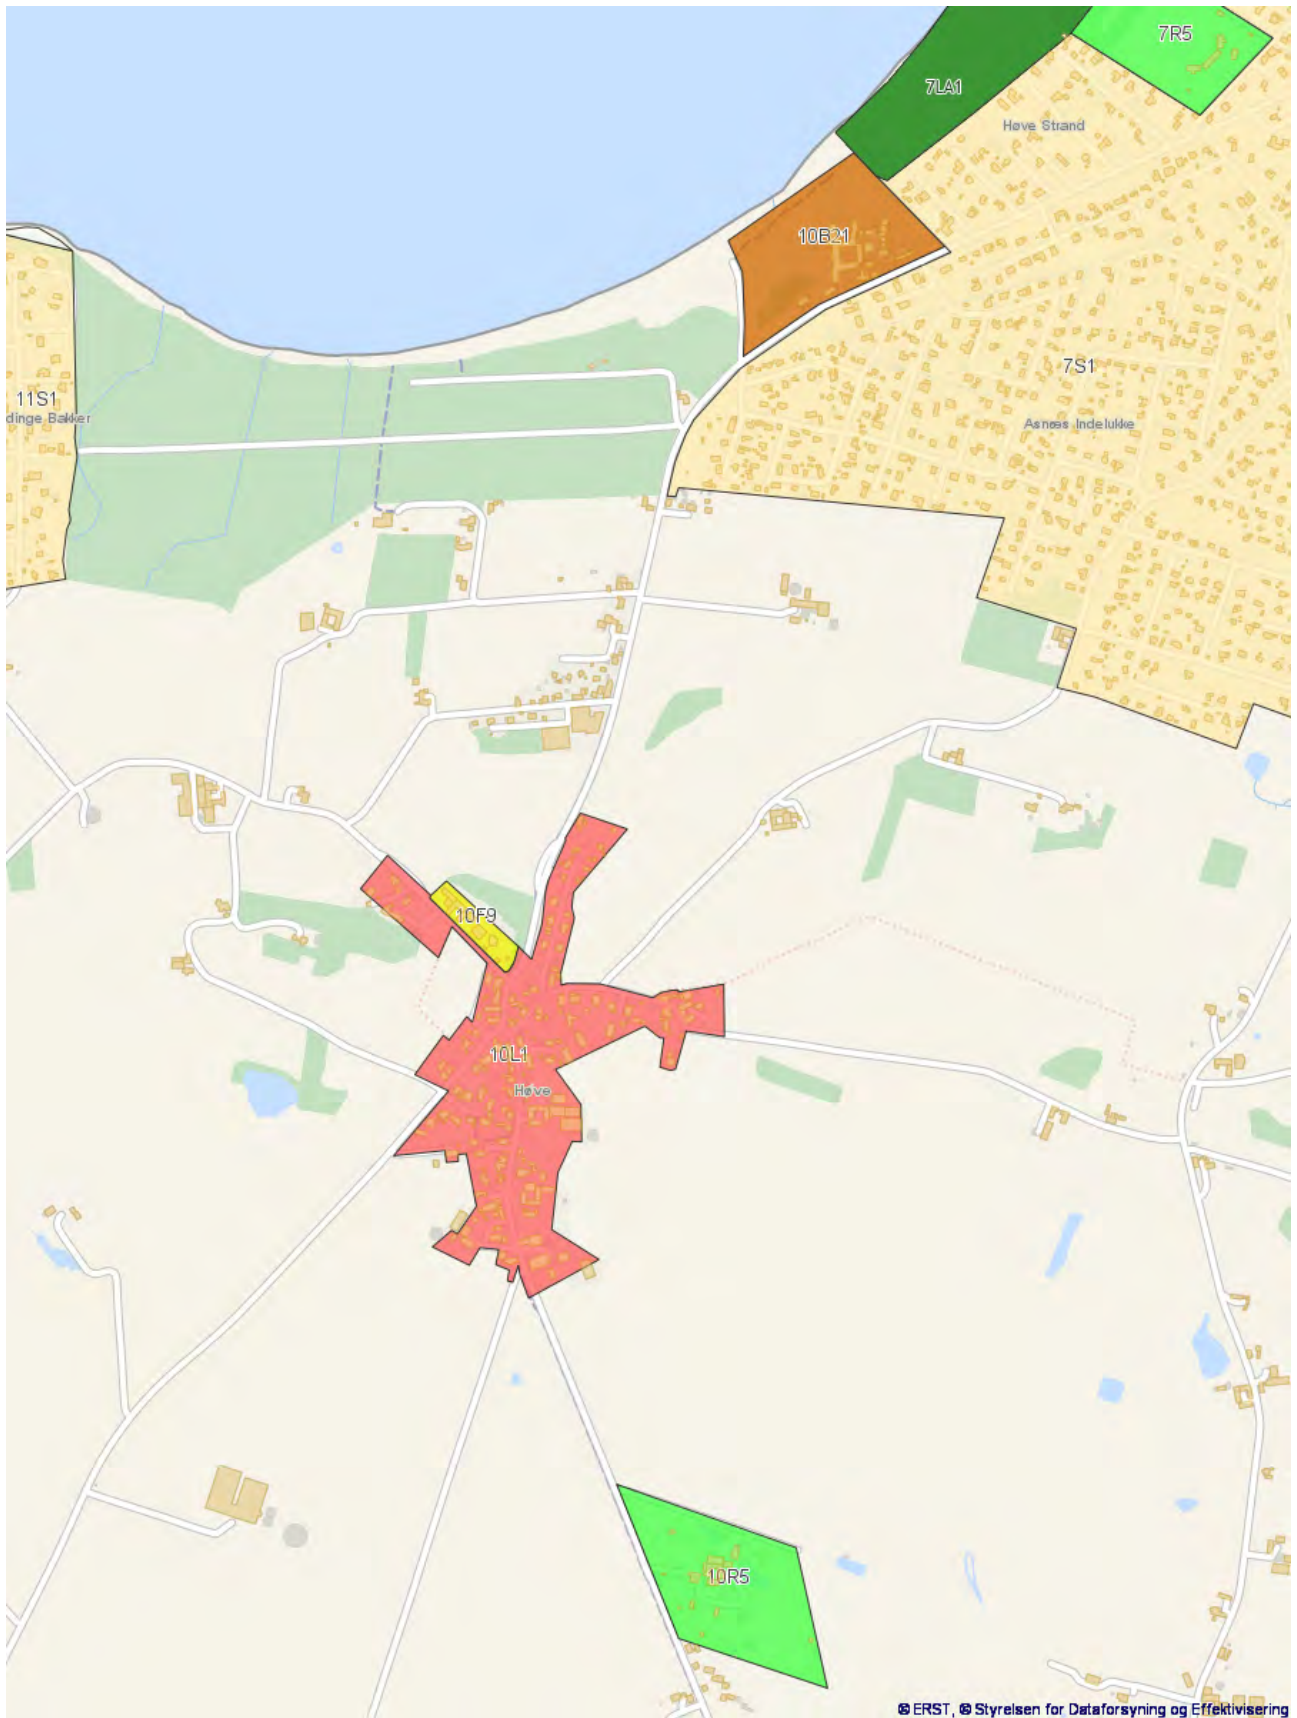 7R5
7LA1
Høve Strand
10B21
7S1
11S1
dinge Bakker
Asnæs Indelukke
10F9
10L1
Høve
10R5
© ERST, © Styrelsen for Dataforsyning og Effektivisering